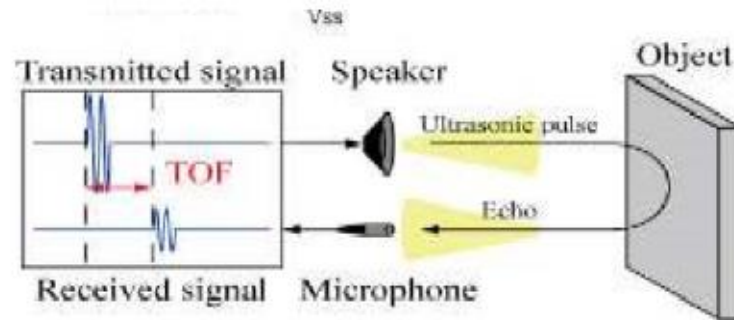 Vss
Object
Transmitted signal
Speaker
Ultrasonic pulse
TOF
Echo
Received signal
Microphone